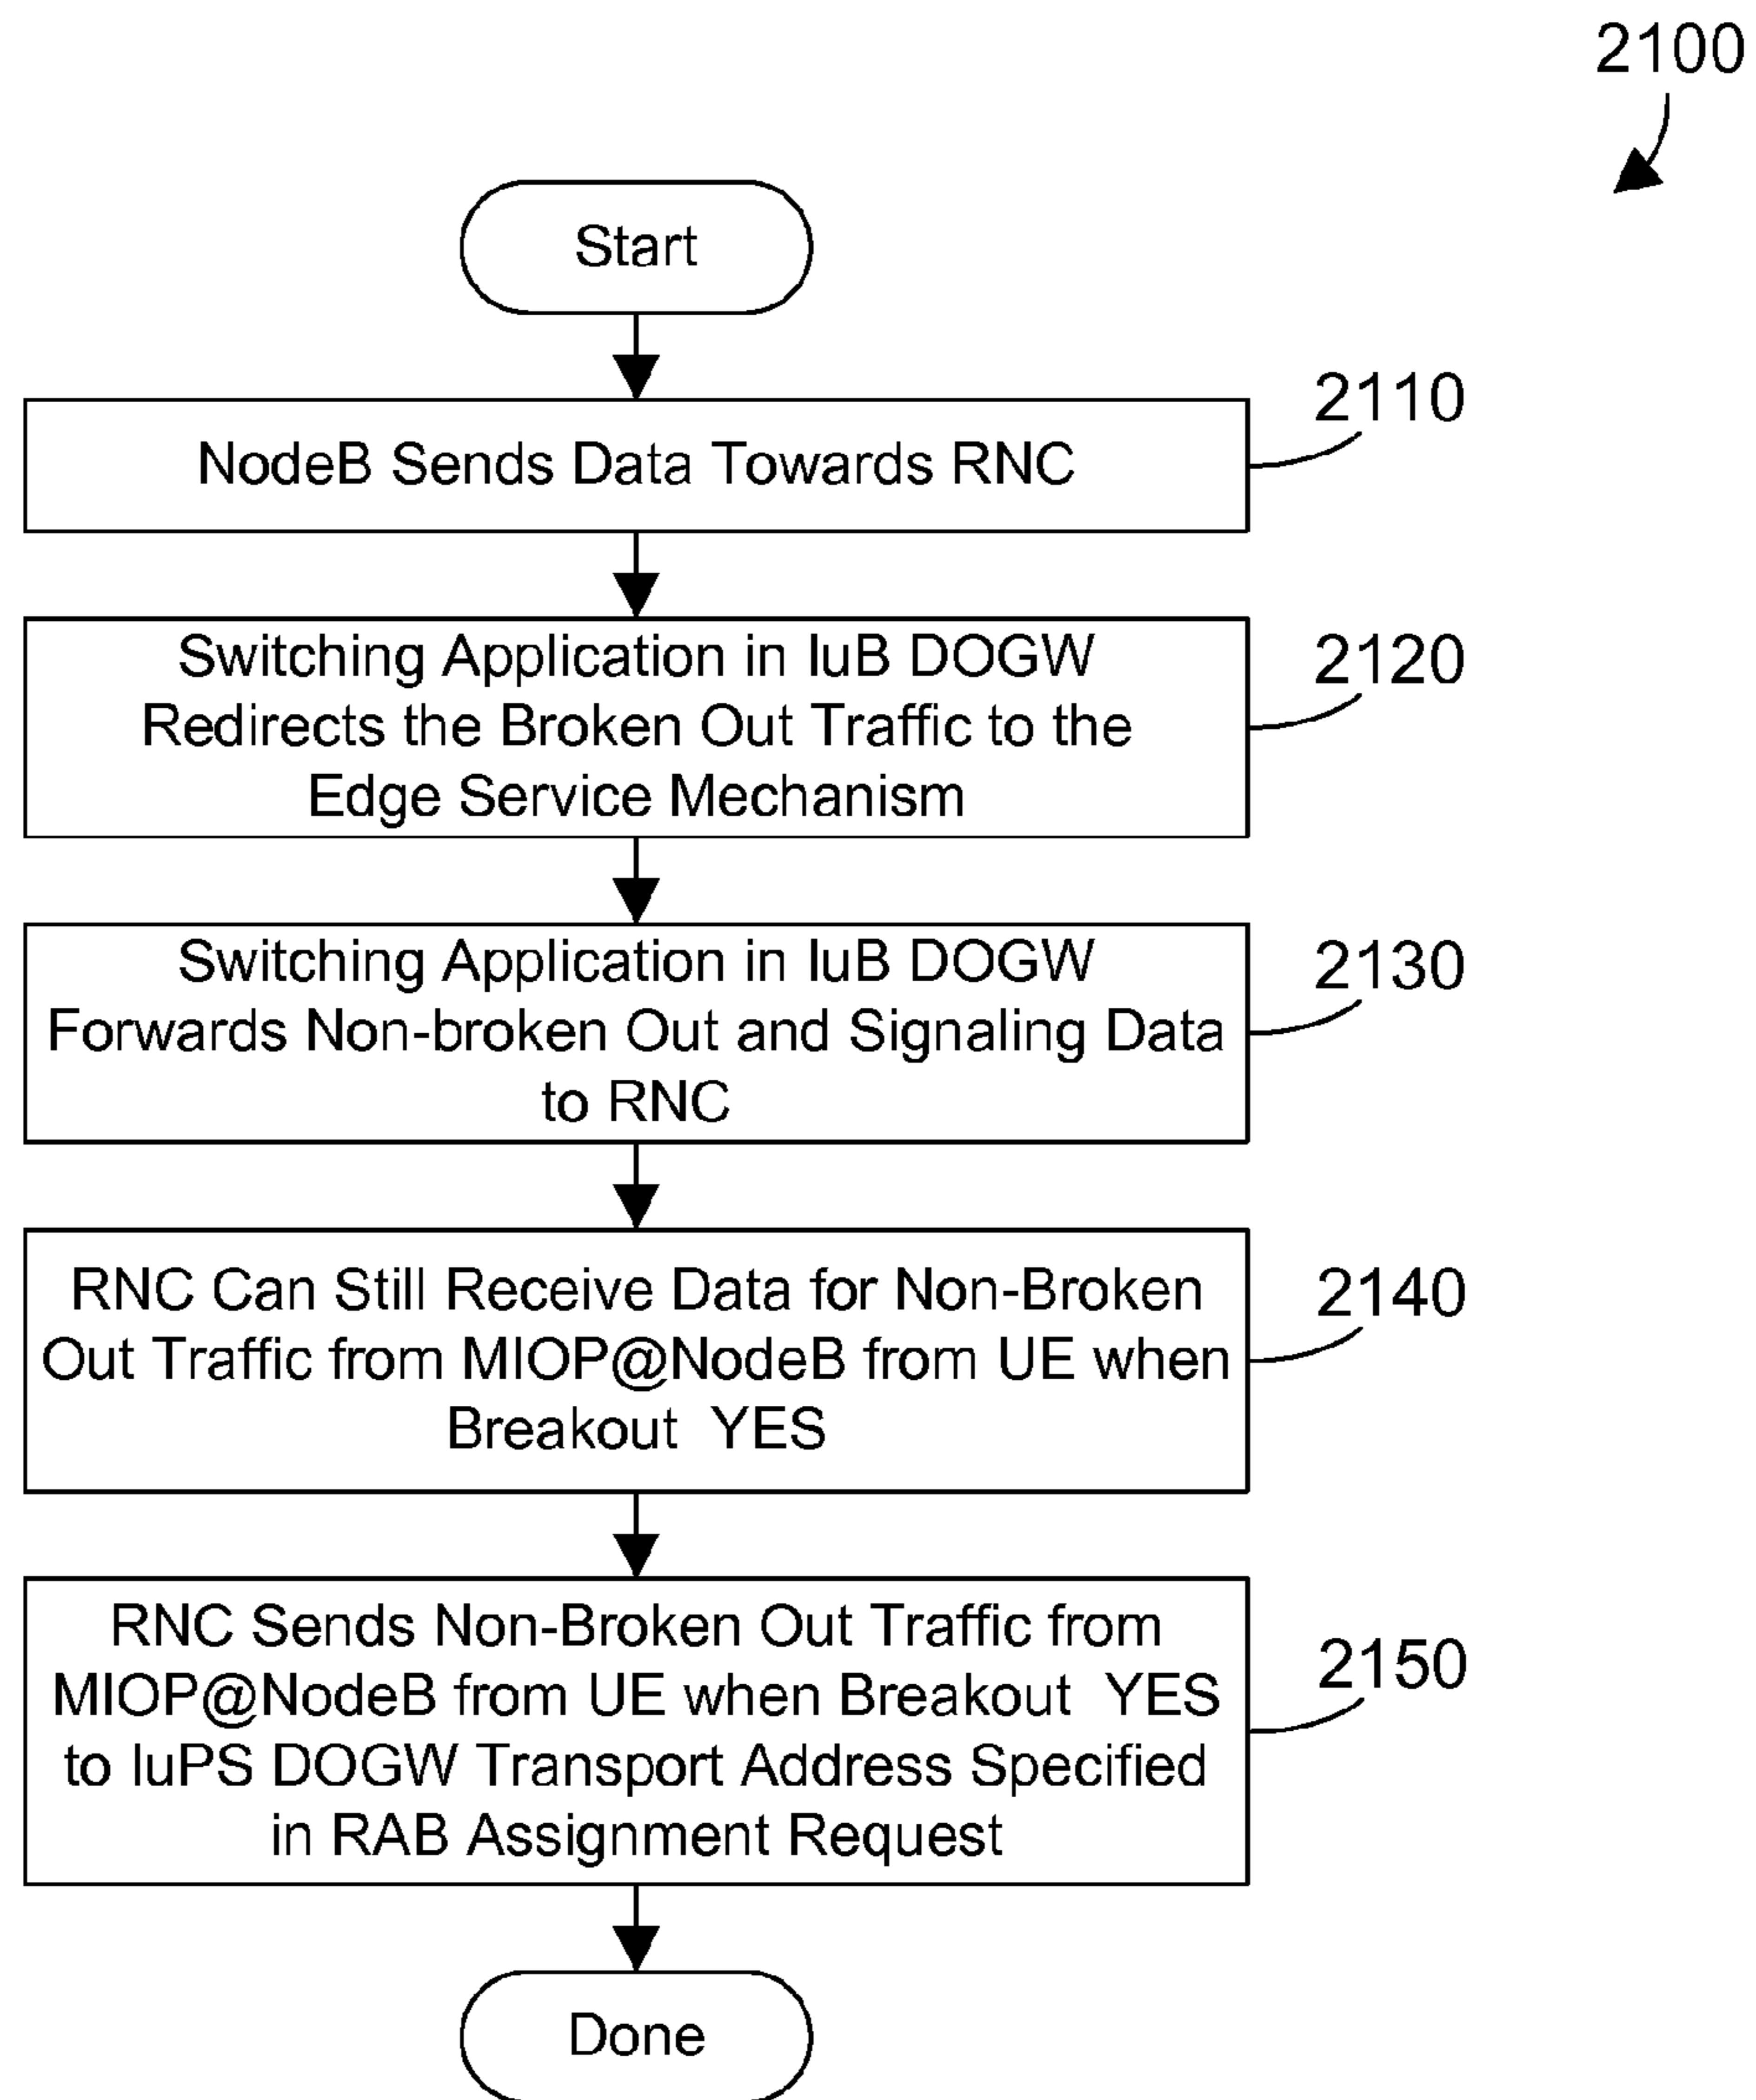 2100
Start
NodeB Sends Data Towards RNC
2110
Switching Application in IuB DOGW
Redirects the Broken Out Traffic to the
Edge Service Mechanism
2120
Switching Application in IuB DOGW
Forwards Non-broken Out and Signaling Data
to RNC
2130
RNC Can Still Receive Data for Non-Broken
Out Traffic from MIOP@NodeB from UE when
Breakout YES
2140
RNC Sends Non-Broken Out Traffic from
MIOP@NodeB from UE when Breakout YES
to IuPS DOGW Transport Address Specified
in RAB Assignment Request
2150
Done